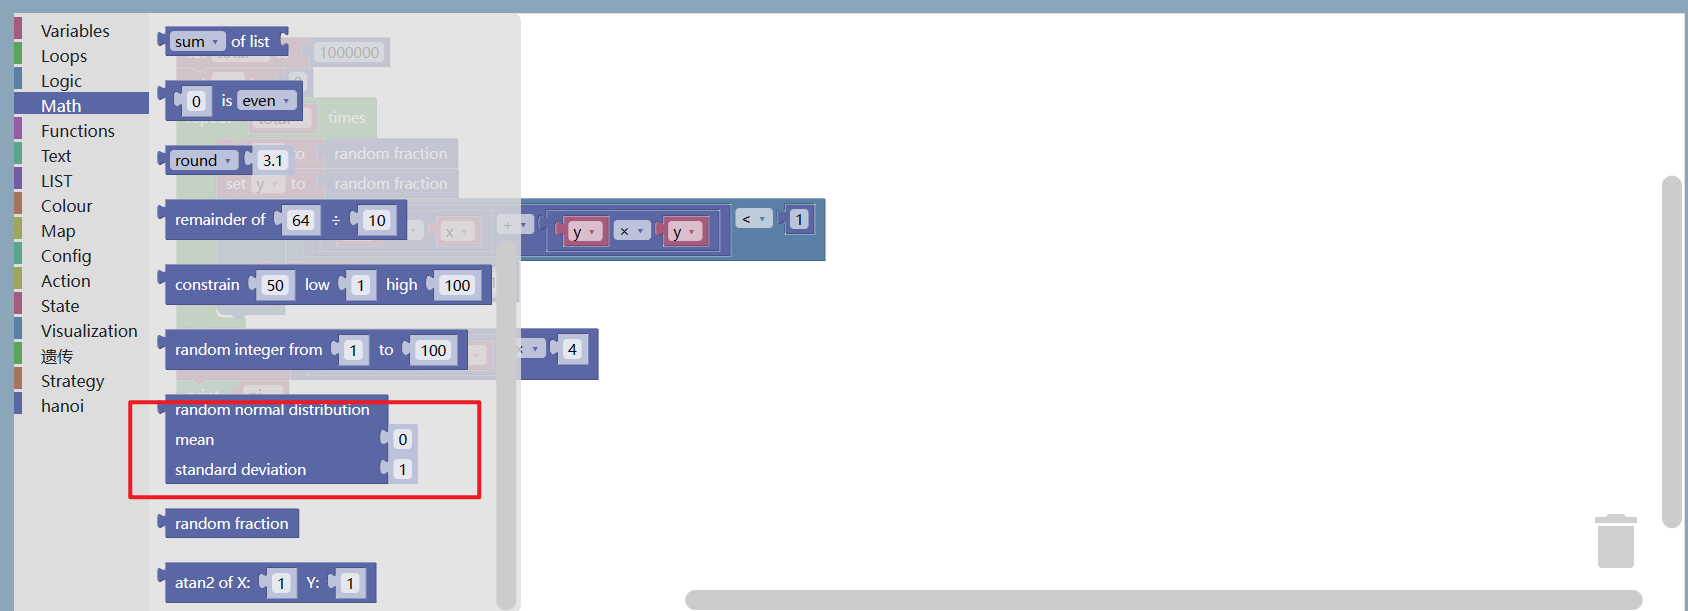 Variables
Loops
Logic
Math
Functions
Text
LIST
Colour
Map
Config
Action
State
Visualization
遗传
Strategy
hanoi
sum of list
0 is even
round 3.1
remainder of 64 ÷ 10
constrain 50 low 1 high 100
random integer from 1 to 100
random normal distribution
mean 0
standard deviation 1
random fraction
atan2 of X: 1 Y: 1
1000000
times
to random fraction
set y to random fraction
x + y × y < 1
× 4